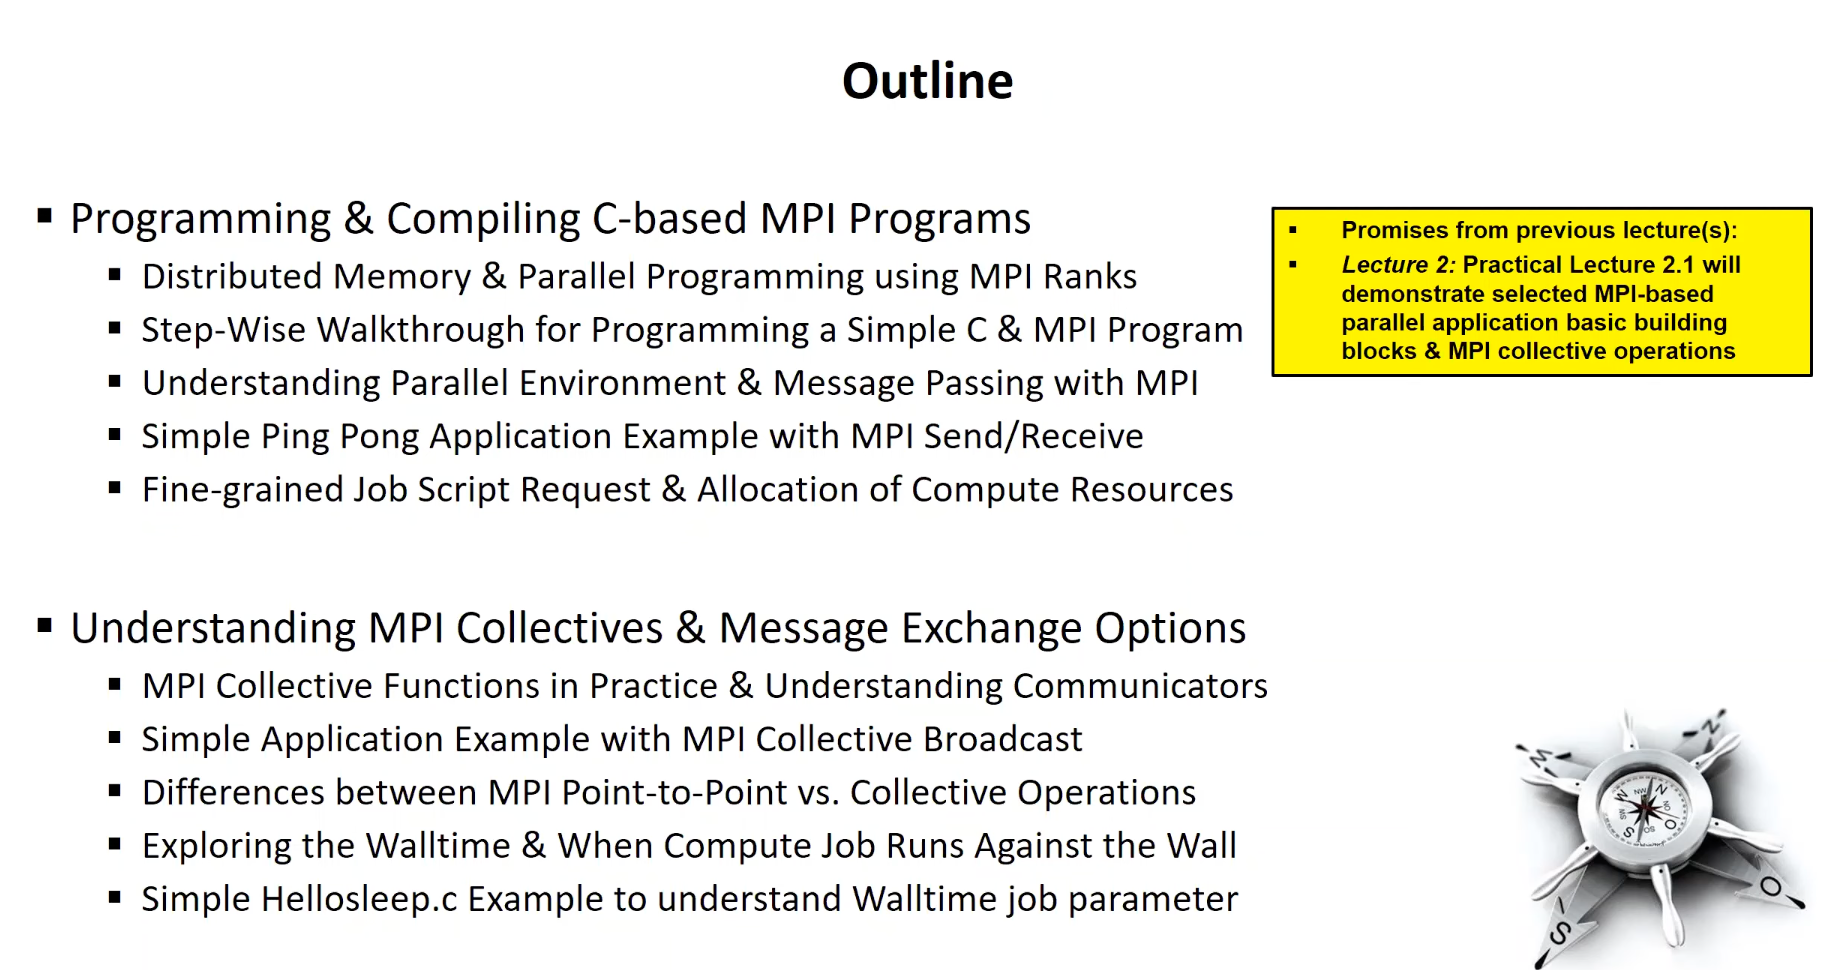 Outline
▪ Programming & Compiling C-based MPI Programs
▪ Distributed Memory & Parallel Programming using MPI Ranks
▪ Step-Wise Walkthrough for Programming a Simple C & MPI Program
▪ Understanding Parallel Environment & Message Passing with MPI
▪ Simple Ping Pong Application Example with MPI Send/Receive
▪ Fine-grained Job Script Request & Allocation of Compute Resources
▪ Promises from previous lecture(s):
▪ Lecture 2: Practical Lecture 2.1 will
demonstrate selected MPI-based
parallel application basic building
blocks & MPI collective operations
▪ Understanding MPI Collectives & Message Exchange Options
▪ MPI Collective Functions in Practice & Understanding Communicators
▪ Simple Application Example with MPI Collective Broadcast
▪ Differences between MPI Point-to-Point vs. Collective Operations
▪ Exploring the Walltime & When Compute Job Runs Against the Wall
▪ Simple Hellosleep.c Example to understand Walltime job parameter
N
W
NW
N
NO
W
O
MS
S
SO
O
S